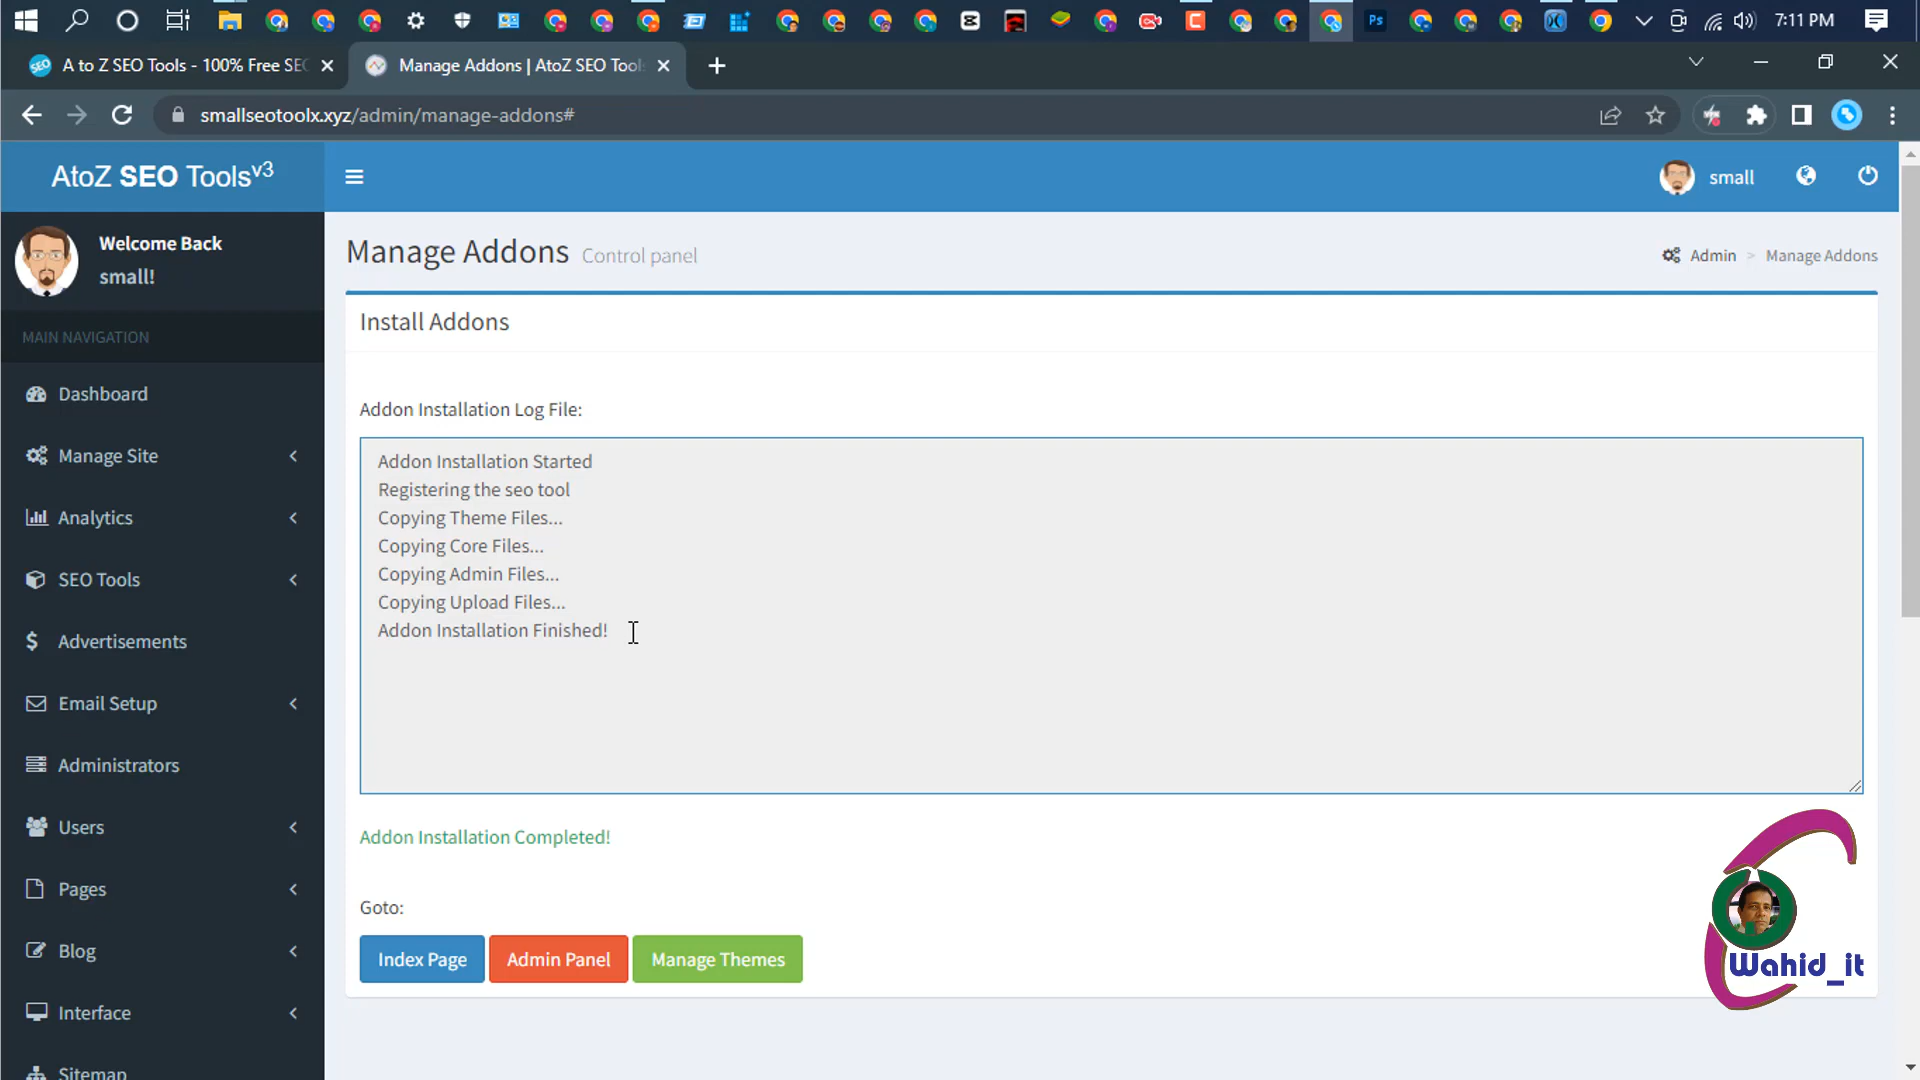 7:11 PM
A to Z SEO Tools - 100% Free SEO
Manage Addons | AtoZ SEO Tool
smallseotoolx.xyz/admin/manage-addons#
AtoZ SEO Tools v3
small
Welcome Back
small!
Manage Addons Control panel
Admin > Manage Addons
MAIN NAVIGATION
Dashboard
Manage Site
Analytics
SEO Tools
Advertisements
Email Setup
Administrators
Users
Pages
Blog
Interface
Sitemap
Install Addons
Addon Installation Log File:
Addon Installation Started
Registering the seo tool
Copying Theme Files...
Copying Core Files...
Copying Admin Files...
Copying Upload Files...
Addon Installation Finished!
Addon Installation Completed!
Goto:
Index Page
Admin Panel
Manage Themes
Wahid_it